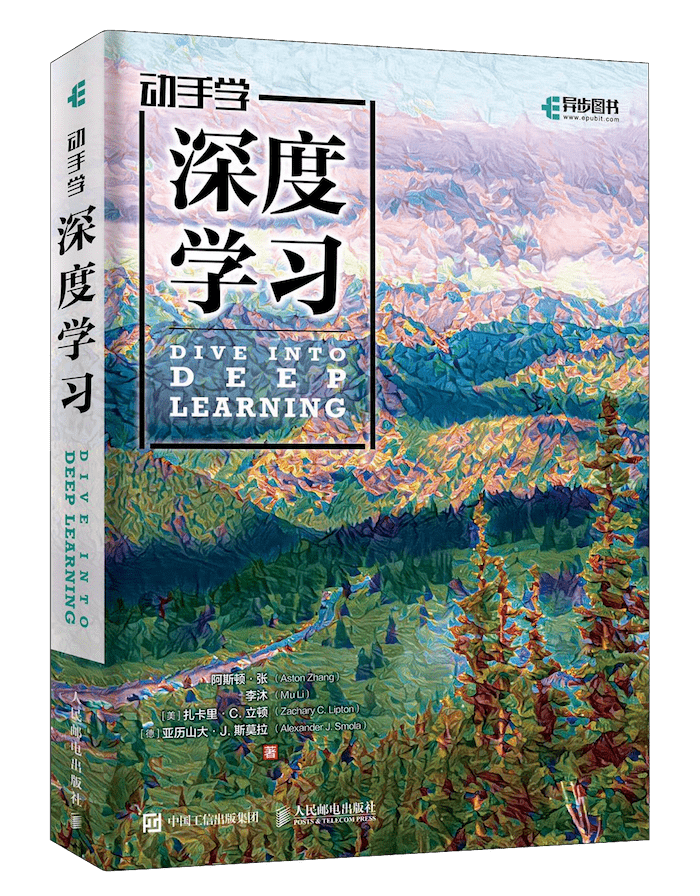 动手学
深度
学习
DIVE INTO
DEEP
LEARNING
异步图书
www.epubit.com
阿斯顿·张（Aston Zhang）
李沐（Mu Li）
［美］扎卡里·C. 立顿（Zachary C. Lipton）
［德］亚历山大·J. 斯莫拉（Alexander J. Smola）
著
中国工信出版集团
人民邮电出版社
POSTS & TELECOM PRESS
动手学
深度学习
DIVE INTO
DEEP LEARNING
人民邮电出版社